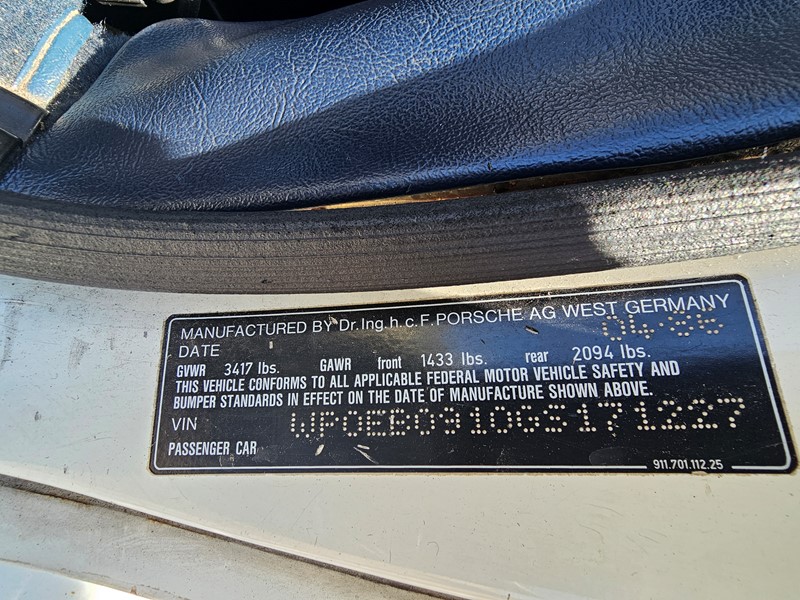 MANUFACTURED BY Dr.Ing.h.c.F. PORSCHE AG WEST GERMANY
DATE 04·86
GVWR 3417 lbs. GAWR front 1433 lbs. rear 2094 lbs.
THIS VEHICLE CONFORMS TO ALL APPLICABLE FEDERAL MOTOR VEHICLE SAFETY AND
BUMPER STANDARDS IN EFFECT ON THE DATE OF MANUFACTURE SHOWN ABOVE.
VIN WP0EB091OGS171227
PASSENGER CAR
911.701.112.25